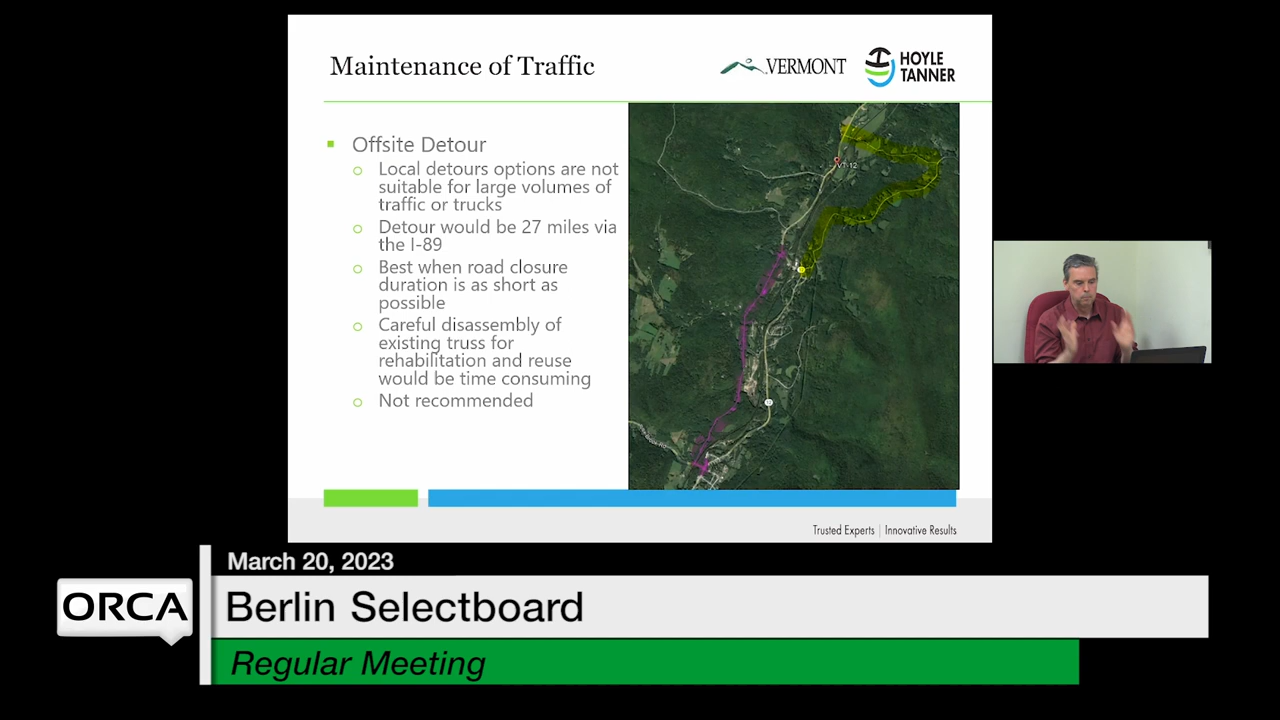 Maintenance of Traffic
VERMONT
HOYLE
TANNER
Offsite Detour
Local detours options are not
suitable for large volumes of
traffic or trucks
Detour would be 27 miles via
the I-89
Best when road closure
duration is as short as
possible
Careful disassembly of
existing truss for
rehabilitation and reuse
would be time consuming
Not recommended
VT-12
Trusted Experts | Innovative Results
March 20, 2023
ORCA
Berlin Selectboard
Regular Meeting